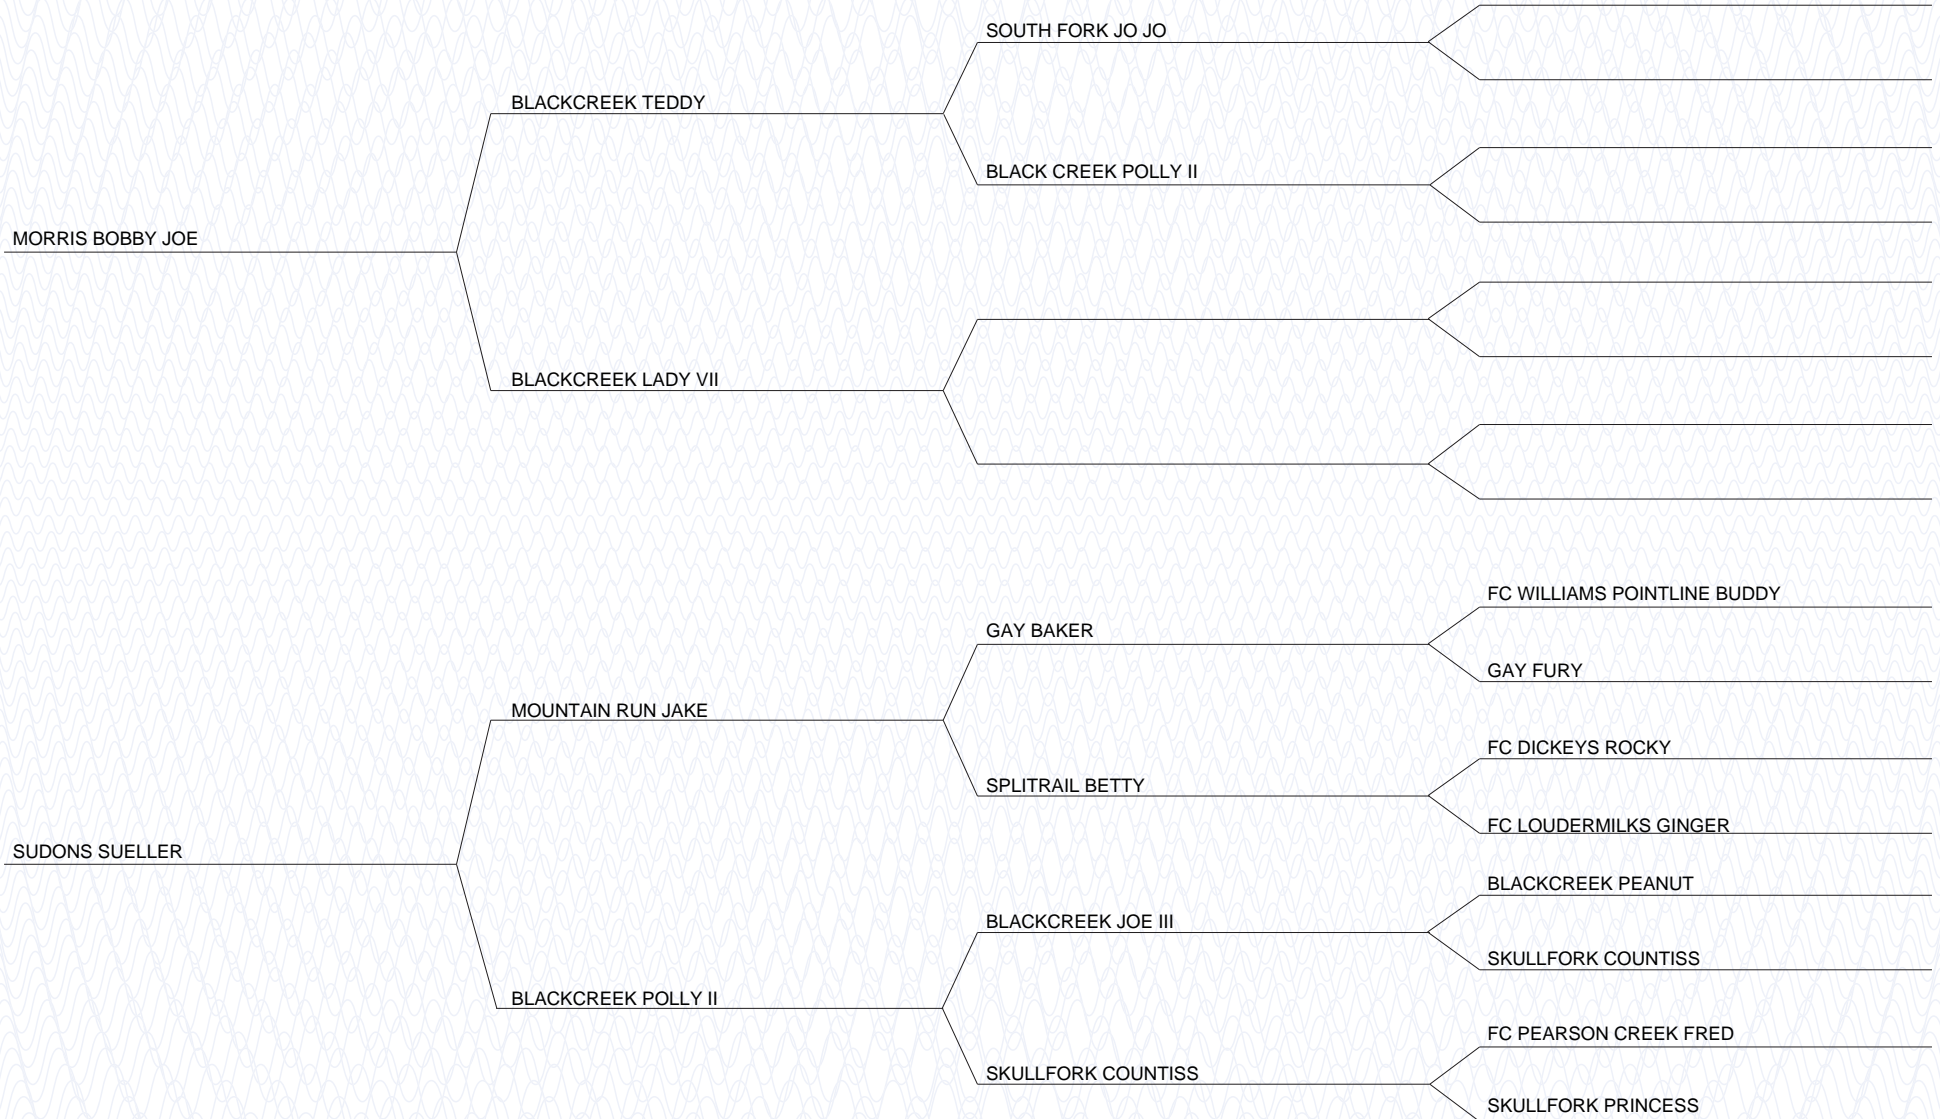 SOUTH FORK JO JO
BLACKCREEK TEDDY
BLACK CREEK POLLY II
MORRIS BOBBY JOE
BLACKCREEK LADY VII
FC WILLIAMS POINTLINE BUDDY
GAY BAKER
GAY FURY
MOUNTAIN RUN JAKE
FC DICKEYS ROCKY
SPLITRAIL BETTY
FC LOUDERMILKS GINGER
SUDONS SUELLER
BLACKCREEK PEANUT
BLACKCREEK JOE III
SKULLFORK COUNTISS
BLACKCREEK POLLY II
FC PEARSON CREEK FRED
SKULLFORK COUNTISS
SKULLFORK PRINCESS